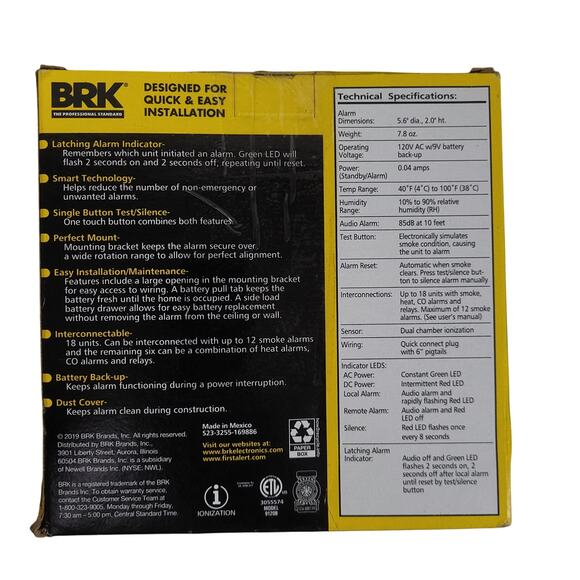 BRK®
THE PROFESSIONAL STANDARD
DESIGNED FOR
QUICK & EASY
INSTALLATION
Latching Alarm Indicator-
Remembers which unit initiated an alarm. Green LED will
flash 2 seconds on and 2 seconds off, repeating until reset.
Smart Technology-
Helps reduce the number of non-emergency or
unwanted alarms.
Single Button Test/Silence-
One touch button combines both features
Perfect Mount-
Mounting bracket keeps the alarm secure over
a wide rotation range to allow for perfect alignment.
Easy Installation/Maintenance-
Features include a large opening in the mounting bracket
for easy access to wiring. A battery pull tab keeps the
battery fresh until the home is occupied. A side load
battery drawer allows for easy battery replacement
without removing the alarm from the ceiling or wall.
Interconnectable-
18 units. Can be interconnected with up to 12 smoke alarms
and the remaining six can be a combination of heat alarms,
CO alarms and relays.
Battery Back-up-
Keeps alarm functioning during a power interruption.
Dust Cover-
Keeps alarm clean during construction.
© 2019 BRK Brands, Inc. All rights reserved.
Distributed by BRK Brands, Inc.,
3901 Liberty Street, Aurora, Illinois
60504 BRK Brands, Inc. is a subsidiary
of Newell Brands Inc. (NYSE: NWL).
BRK is a registered trademark of the BRK
Brands Inc. To obtain warranty service,
contact the Customer Service Team at
1-800-323-9005, Monday through Friday,
7:30 am - 5:00 pm, Central Standard Time.
Made in Mexico
S23-3255-169886
Visit our websites at:
www.brkelectronics.com
www.firstalert.com
PAPER
BOX
how2recycle
i
IONIZATION
ETL
us
3055574
MODEL
9120B
Technical Specifications:
Alarm
Dimensions: 5.6" dia., 2.0" ht.
Weight: 7.8 oz.
Operating 120V AC w/9V battery
Voltage: back-up
Power: 0.04 amps
(Standby/Alarm)
Temp Range: 40˚F (4˚C) to 100˚F (38˚C)
Humidity 10% to 90% relative
Range: humidity (RH)
Audio Alarm: 85dB at 10 feet
Test Button: Electronically simulates
smoke condition, causing
the unit to alarm
Alarm Reset: Automatic when smoke
clears. Press test/silence but-
ton to silence alarm manually
Interconnections: Up to 18 units with smoke,
heat, CO alarms and
relays. Maximum of 12 smoke
alarms. (See user's manual)
Sensor: Dual chamber ionization
Wiring: Quick connect plug
with 6" pigtails
Indicator LEDS:
AC Power: Constant Green LED
DC Power: Intermittent Red LED
Local Alarm: Audio alarm and
rapidly flashing Red LED
Remote Alarm: Audio alarm and Red
LED off
Silence: Red LED flashes once
every 8 seconds
Latching Alarm
Indicator: Audio off and Green LED
flashes 2 seconds on, 2
seconds off after local alarm
until reset by test/silence
button